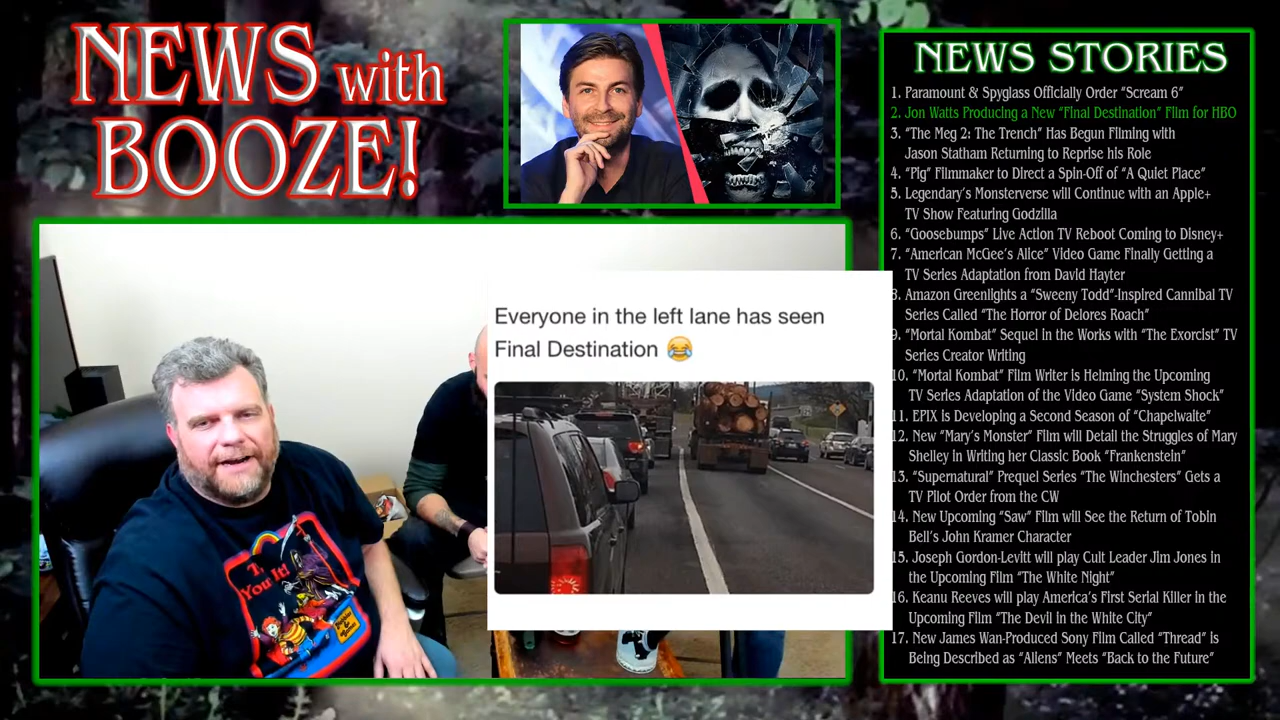 NEWS with
BOOZE!
Everyone in the left lane has seen
Final Destination 😂
You It!
NEWS STORIES
1. Paramount & Spyglass Officially Order “Scream 6”
2. Jon Watts Producing a New “Final Destination” Film for HBO
3. “The Meg 2: The Trench” Has Begun Filming with
Jason Statham Returning to Reprise his Role
4. “Pig” Filmmaker to Direct a Spin-Off of “A Quiet Place”
5. Legendary’s Monsterverse will Continue with an Apple+
TV Show Featuring Godzilla
6. “Goosebumps” Live Action TV Reboot Coming to Disney+
7. “American McGee’s Alice” Video Game Finally Getting a
TV Series Adaptation from David Hayter
8. Amazon Greenlights a “Sweeny Todd”-Inspired Cannibal TV
Series Called “The Horror of Delores Roach”
9. “Mortal Kombat” Sequel in the Works with “The Exorcist” TV
Series Creator Writing
10. “Mortal Kombat” Film Writer is Helming the Upcoming
TV Series Adaptation of the Video Game “System Shock”
11. EPIX is Developing a Second Season of “Chapelwaite”
12. New “Mary’s Monster” Film will Detail the Struggles of Mary
Shelley in Writing her Classic Book “Frankenstein”
13. “Supernatural” Prequel Series “The Winchesters” Gets a
TV Pilot Order from the CW
14. New Upcoming “Saw” Film will See the Return of Tobin
Bell’s John Kramer Character
15. Joseph Gordon-Levitt will play Cult Leader Jim Jones in
the Upcoming Film “The White Night”
16. Keanu Reeves will play America’s First Serial Killer in the
Upcoming Film “The Devil in the White City”
17. New James Wan-Produced Sony Film Called “Thread” is
Being Described as “Aliens” Meets “Back to the Future”